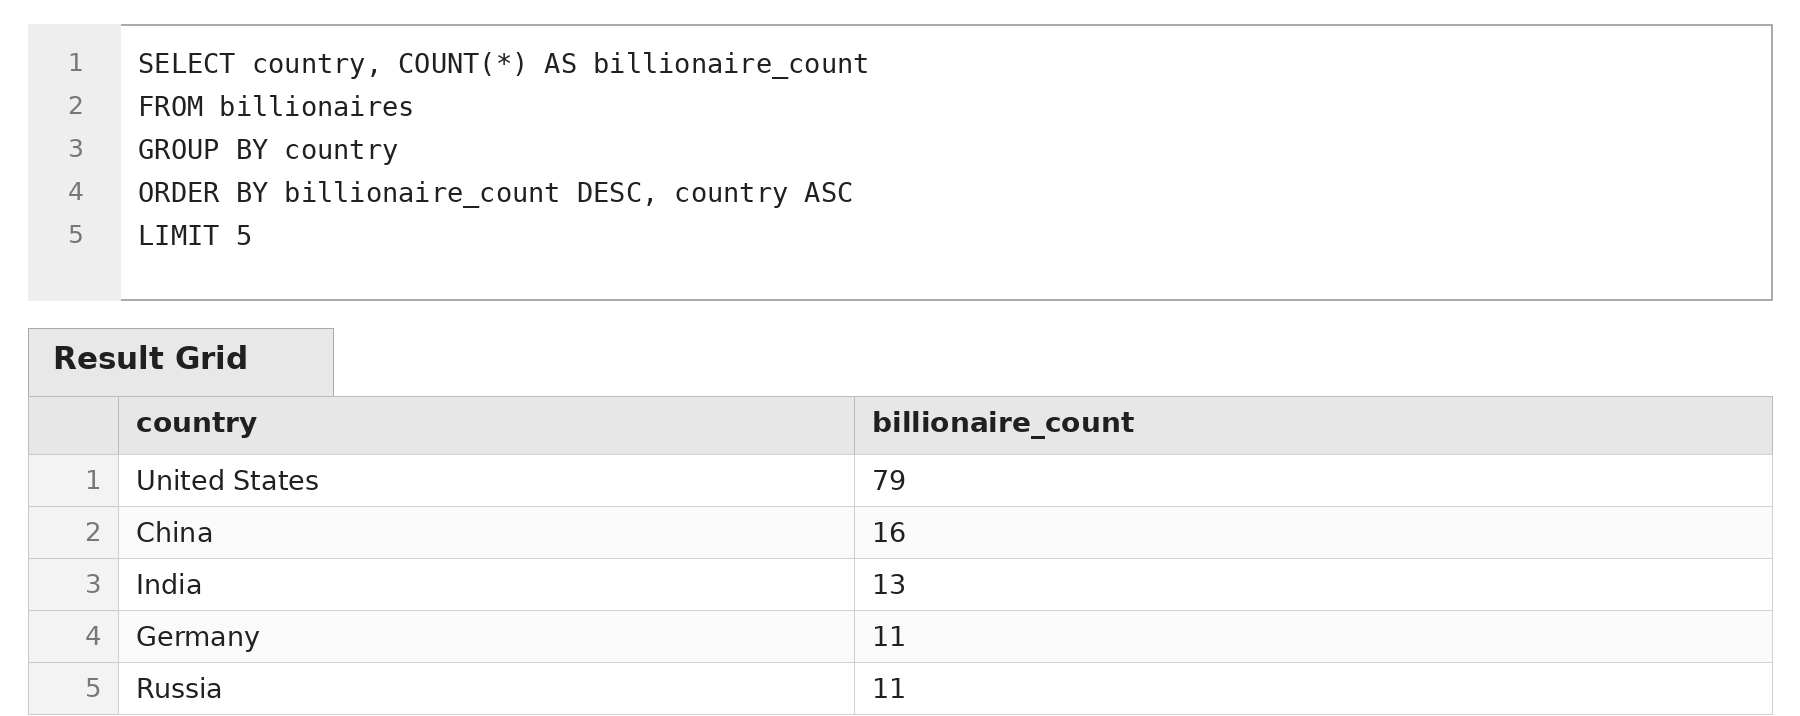 1 SELECT country, COUNT(*) AS billionaire_count
2 FROM billionaires
3 GROUP BY country
4 ORDER BY billionaire_count DESC, country ASC
5 LIMIT 5
Result Grid
country billionaire_count
1 United States 79
2 China 16
3 India 13
4 Germany 11
5 Russia 11